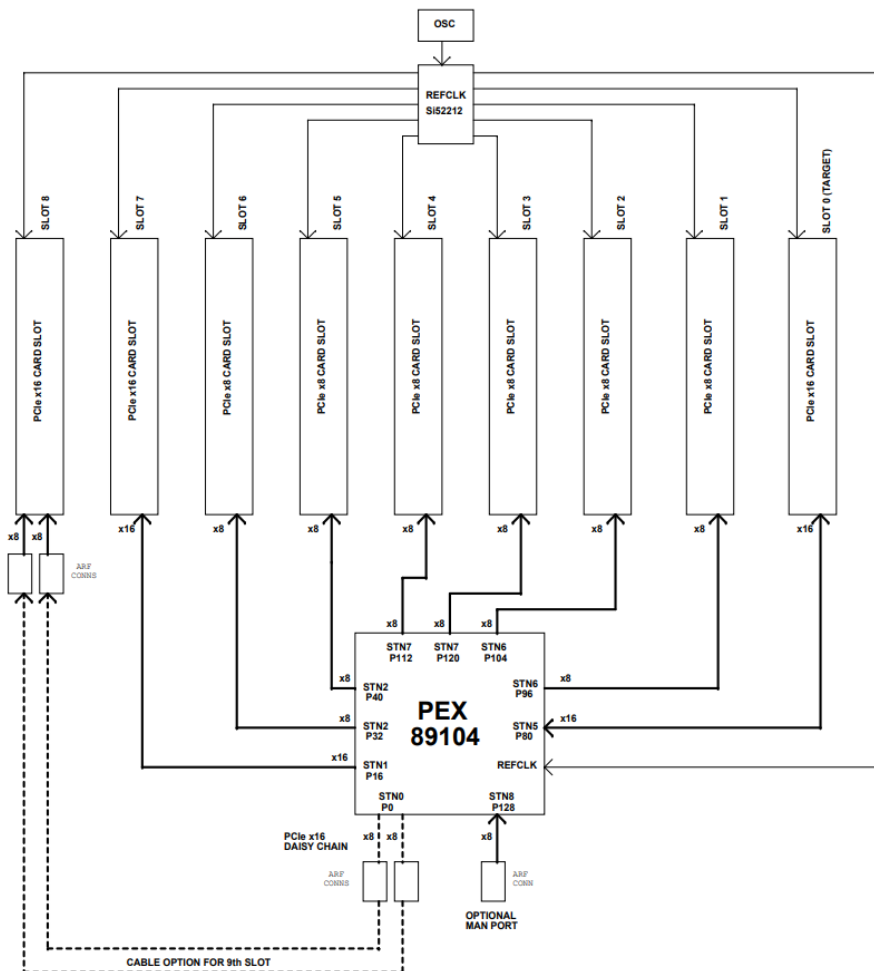 OSC
REFCLK
Si52212
SLOT 8
SLOT 7
SLOT 6
SLOT 5
SLOT 4
SLOT 3
SLOT 2
SLOT 1
SLOT 0 (TARGET)
PCIe x16 CARD SLOT
PCIe x16 CARD SLOT
PCIe x8 CARD SLOT
PCIe x8 CARD SLOT
PCIe x8 CARD SLOT
PCIe x8 CARD SLOT
PCIe x8 CARD SLOT
PCIe x8 CARD SLOT
PCIe x16 CARD SLOT
x8
x8
x16
x8
x8
x8
x8
x8
x8
x16
ARF
CONNS
x8
x8
x8
STN7
P112
STN7
P120
STN6
P104
x8
STN2
P40
STN6
P96
x8
PEX
89104
x8
STN2
P32
STN5
P80
x16
x16
STN1
P16
REFCLK
STN0
P0
STN8
P128
PCIe x16
DAISY CHAIN
x8
x8
x8
ARF
CONNS
ARF
CONN
OPTIONAL
MAN PORT
CABLE OPTION FOR 9th SLOT